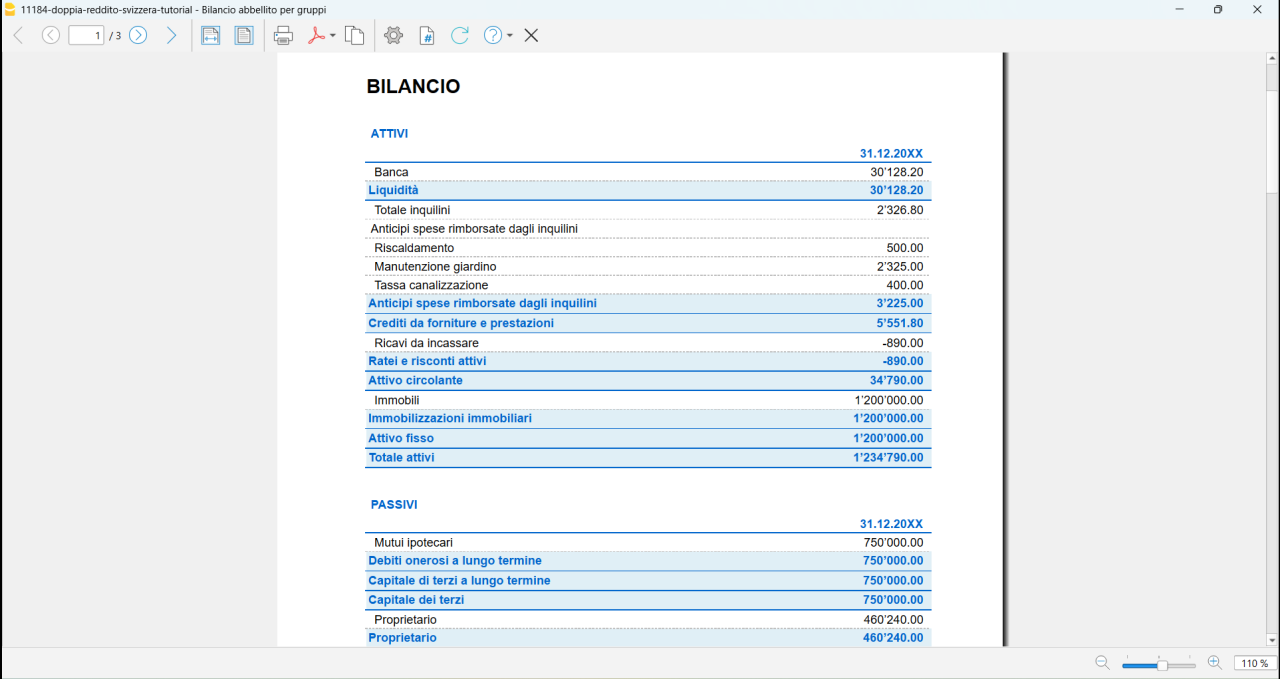 11184-doppia-reddito-svizzera-tutorial - Bilancio abbellito per gruppi
1 / 3
BILANCIO
ATTIVI
31.12.20XX
Banca 30'128.20
Liquidità 30'128.20
Totale inquilini 2'326.80
Anticipi spese rimborsate dagli inquilini
Riscaldamento 500.00
Manutenzione giardino 2'325.00
Tassa canalizzazione 400.00
Anticipi spese rimborsate dagli inquilini 3'225.00
Crediti da forniture e prestazioni 5'551.80
Ricavi da incassare -890.00
Ratei e risconti attivi -890.00
Attivo circolante 34'790.00
Immobili 1'200'000.00
Immobilizzazioni immobiliari 1'200'000.00
Attivo fisso 1'200'000.00
Totale attivi 1'234'790.00
PASSIVI
31.12.20XX
Mutui ipotecari 750'000.00
Debiti onerosi a lungo termine 750'000.00
Capitale di terzi a lungo termine 750'000.00
Capitale dei terzi 750'000.00
Proprietario 460'240.00
Proprietario 460'240.00
110 %